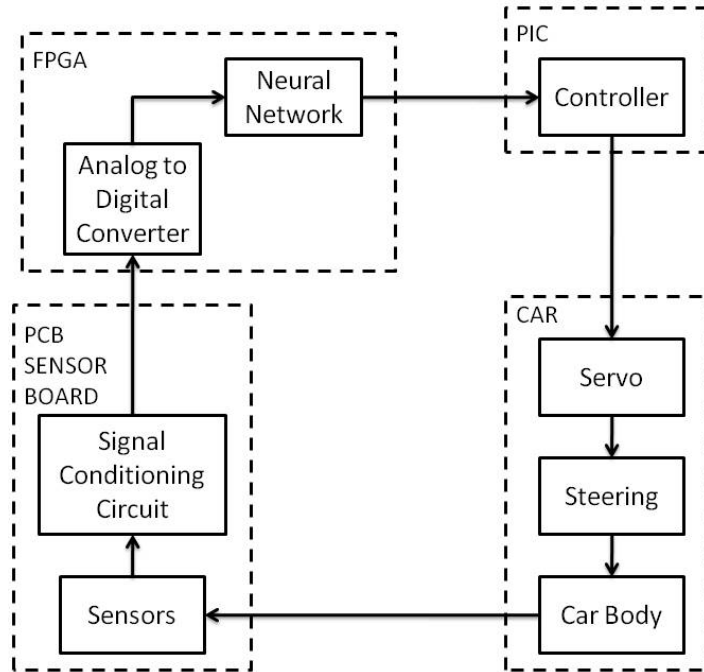 FPGA
Neural
Network
Analog to
Digital
Converter
PIC
Controller
PCB
SENSOR
BOARD
Signal
Conditioning
Circuit
Sensors
CAR
Servo
Steering
Car Body